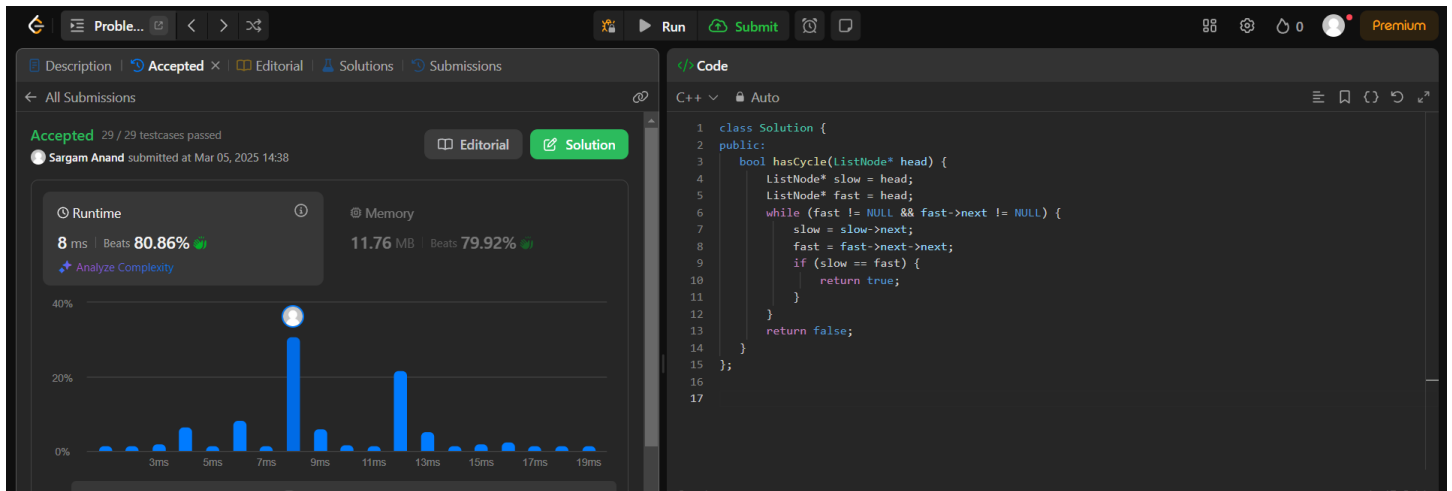 Proble...
Run
Submit
0
Premium
Description
Accepted
Editorial
Solutions
Submissions
All Submissions
Accepted 29 / 29 testcases passed
Sargam Anand submitted at Mar 05, 2025 14:38
Editorial
Solution
Runtime
8 ms Beats 80.86%
Analyze Complexity
Memory
11.76 MB Beats 79.92%
40%
20%
0%
3ms 5ms 7ms 9ms 11ms 13ms 15ms 17ms 19ms
</> Code
C++ Auto
1 class Solution {
2 public:
3 bool hasCycle(ListNode* head) {
4 ListNode* slow = head;
5 ListNode* fast = head;
6 while (fast != NULL && fast->next != NULL) {
7 slow = slow->next;
8 fast = fast->next->next;
9 if (slow == fast) {
10 return true;
11 }
12 }
13 return false;
14 }
15 };
16
17